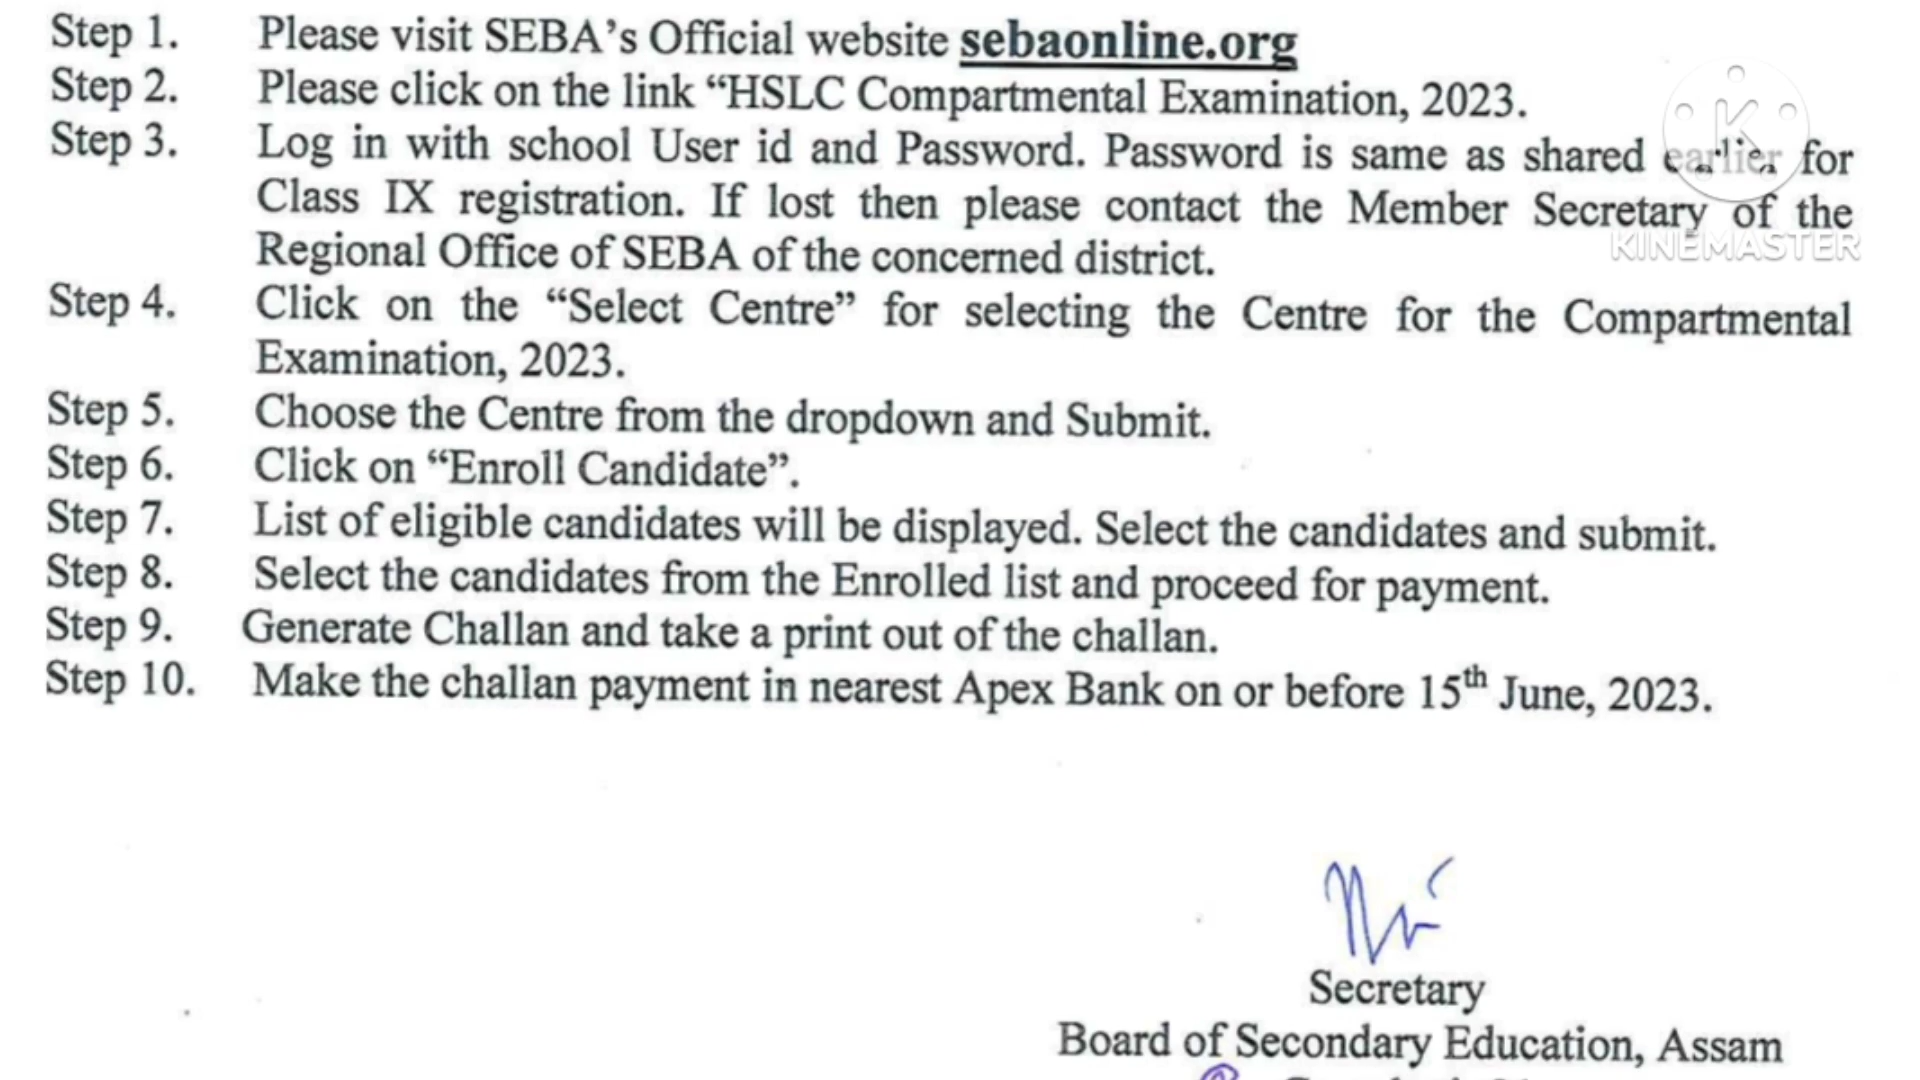 Step 1. Please visit SEBA's Official website sebaonline.org
Step 2. Please click on the link “HSLC Compartmental Examination, 2023.
Step 3. Log in with school User id and Password. Password is same as shared earlier for
Class IX registration. If lost then please contact the Member Secretary of the
Regional Office of SEBA of the concerned district.
Step 4. Click on the “Select Centre” for selecting the Centre for the Compartmental
Examination, 2023.
Step 5. Choose the Centre from the dropdown and Submit.
Step 6. Click on “Enroll Candidate”.
Step 7. List of eligible candidates will be displayed. Select the candidates and submit.
Step 8. Select the candidates from the Enrolled list and proceed for payment.
Step 9. Generate Challan and take a print out of the challan.
Step 10. Make the challan payment in nearest Apex Bank on or before 15th June, 2023.
K
KINEMASTER
Secretary
Board of Secondary Education, Assam